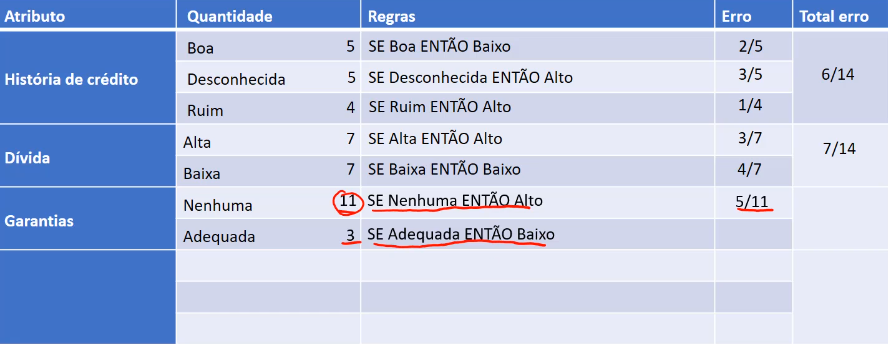 Atributo Quantidade Regras Erro Total erro
História de crédito
Boa 5 SE Boa ENTÃO Baixo 2/5
Desconhecida 5 SE Desconhecida ENTÃO Alto 3/5
Ruim 4 SE Ruim ENTÃO Alto 1/4
6/14
Dívida
Alta 7 SE Alta ENTÃO Alto 3/7
Baixa 7 SE Baixa ENTÃO Baixo 4/7
7/14
Garantias
Nenhuma 11 SE Nenhuma ENTÃO Alto 5/11
Adequada 3 SE Adequada ENTÃO Baixo